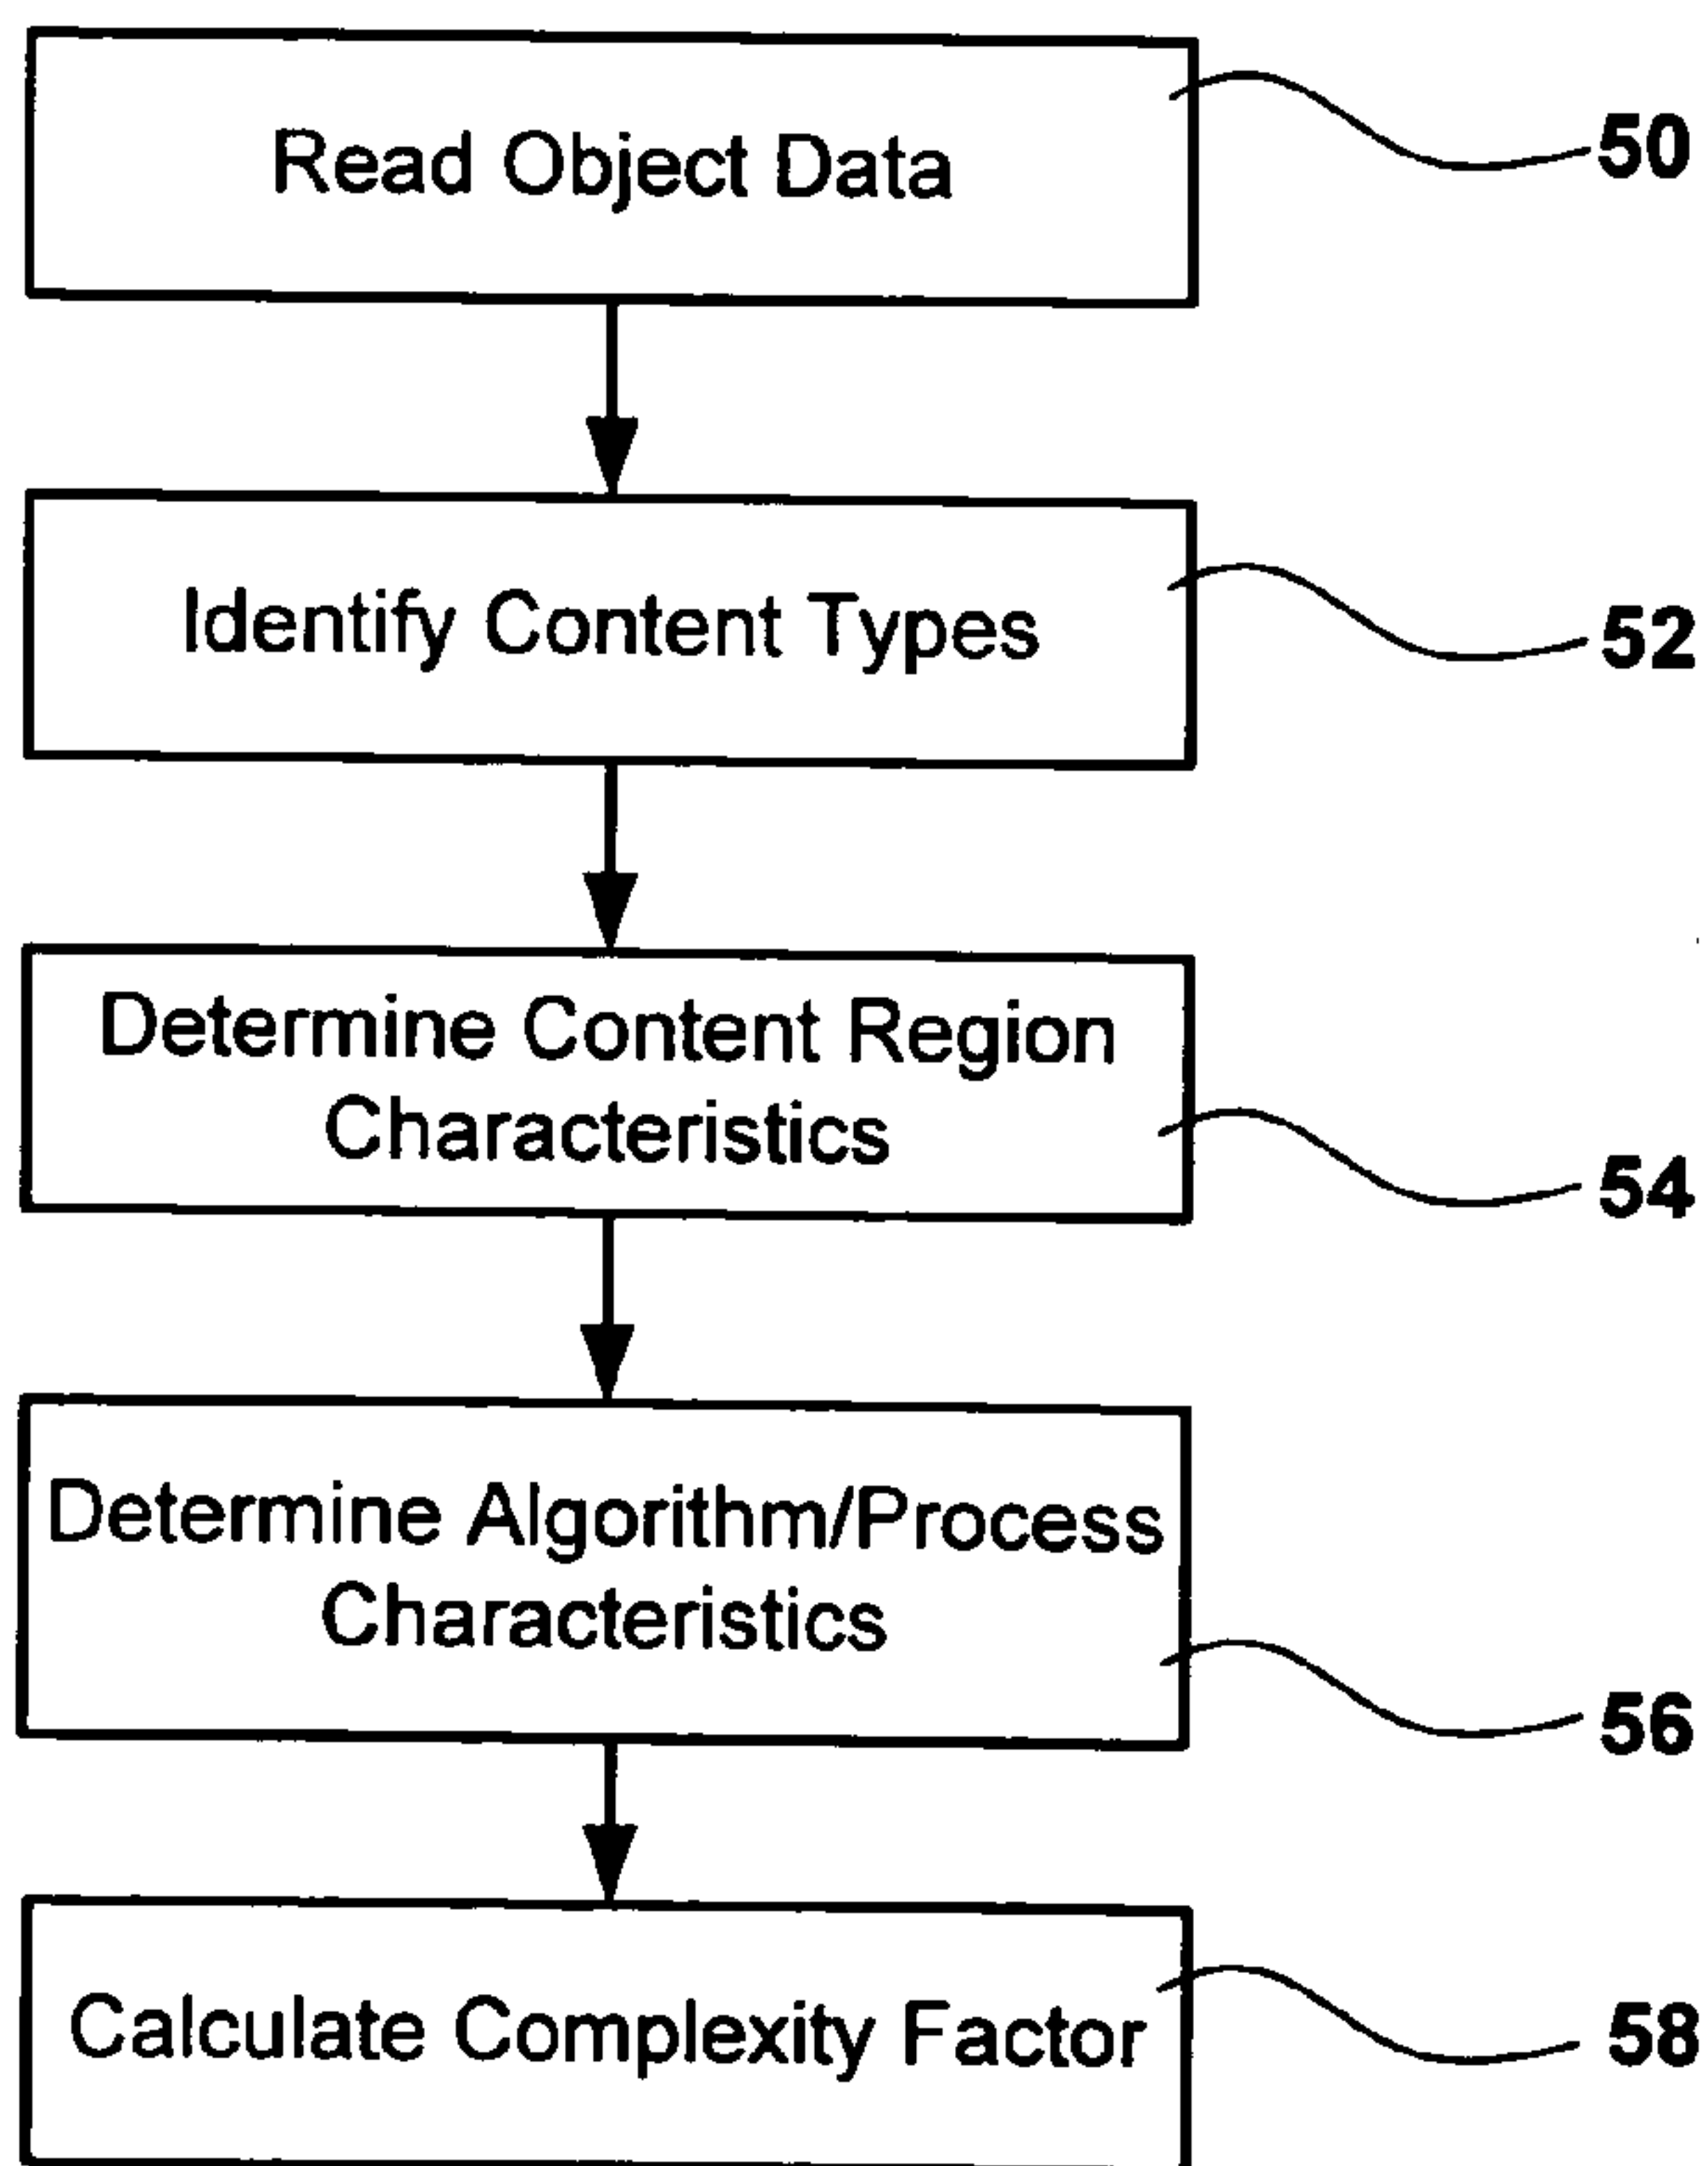 Read Object Data
50
Identify Content Types
52
Determine Content Region
Characteristics
54
Determine Algorithm/Process
Characteristics
56
Calculate Complexity Factor
58